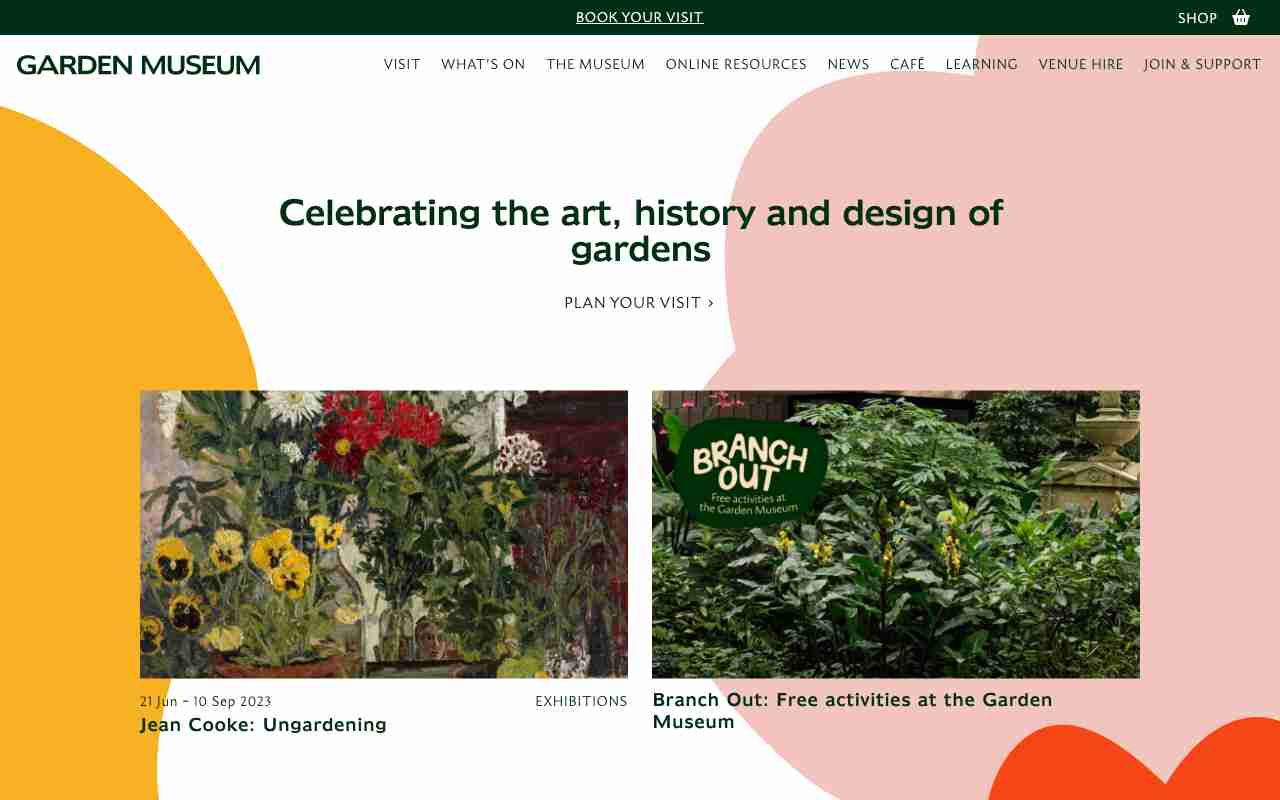 BOOK YOUR VISIT
SHOP
GARDEN MUSEUM
VISIT WHAT'S ON THE MUSEUM ONLINE RESOURCES NEWS CAFÉ LEARNING VENUE HIRE JOIN & SUPPORT
Celebrating the art, history and design of
gardens
PLAN YOUR VISIT ›
BRANCH
OUT
Free activities at
the Garden Museum
21 Jun – 10 Sep 2023 EXHIBITIONS
Jean Cooke: Ungardening
Branch Out: Free activities at the Garden
Museum